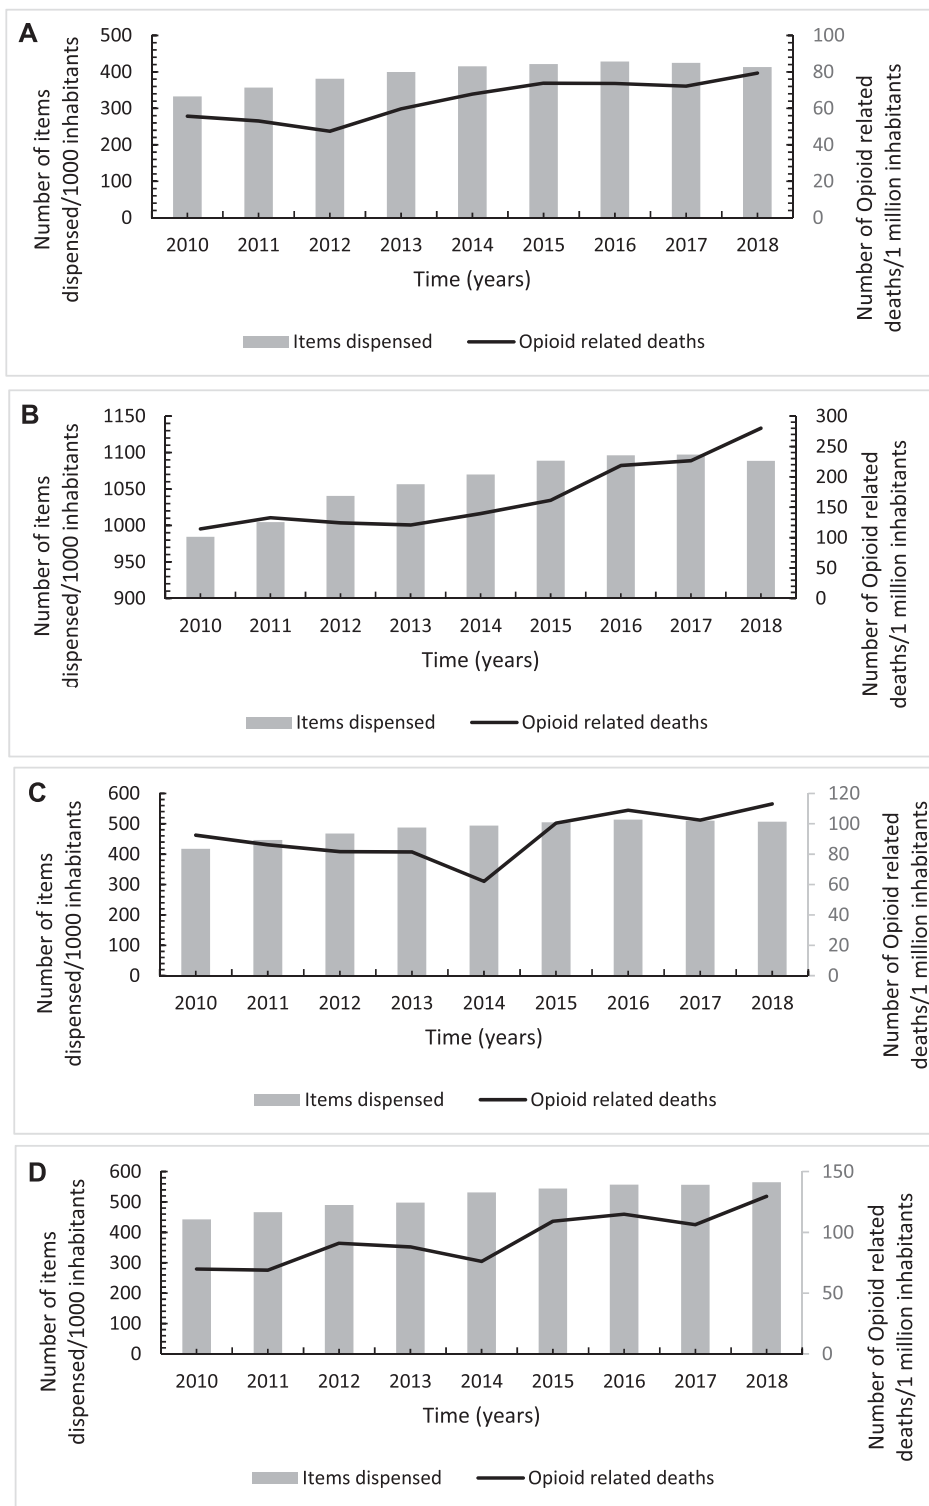 A
500
400
300
200
100
0
Number of items
dispensed/1000 inhabitants
100
80
60
40
20
0
Number of Opioid related
deaths/1 million inhabitants
2010 2011 2012 2013 2014 2015 2016 2017 2018
Time (years)
Items dispensed Opioid related deaths
B
1150
1100
1050
1000
950
900
Number of items
dispensed/1000 inhabitants
300
250
200
150
100
50
0
Number of Opioid related
deaths/1 million inhabitants
2010 2011 2012 2013 2014 2015 2016 2017 2018
Time (years)
Items dispensed Opioid related deaths
C
600
500
400
300
200
100
0
Number of items
dispensed/1000 inhabitants
120
100
80
60
40
20
0
Number of Opioid related
deaths/1 million inhabitants
2010 2011 2012 2013 2014 2015 2016 2017 2018
Time (years)
Items dispensed Opioid related deaths
D
600
500
400
300
200
100
0
Number of items
dispensed/1000 inhabitants
150
100
50
0
Number of Opioid related
deaths/1 million inhabitants
2010 2011 2012 2013 2014 2015 2016 2017 2018
Time (years)
Items dispensed Opioid related deaths